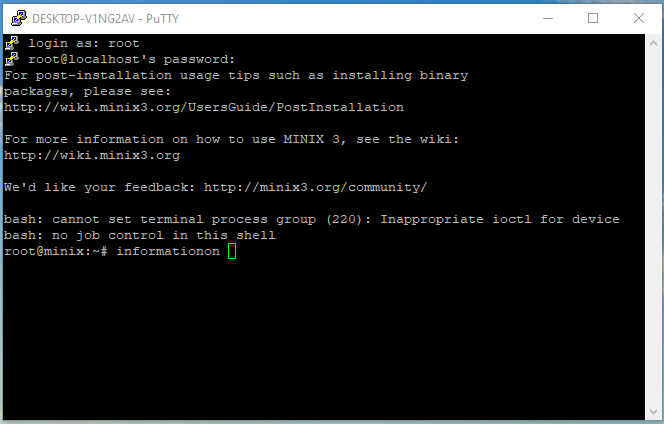 DESKTOP-V1NG2AV - PuTTY
login as: root
root@localhost's password:
For post-installation usage tips such as installing binary
packages, please see:
http://wiki.minix3.org/UsersGuide/PostInstallation
For more information on how to use MINIX 3, see the wiki:
http://wiki.minix3.org
We'd like your feedback: http://minix3.org/community/
bash: cannot set terminal process group (220): Inappropriate ioctl for device
bash: no job control in this shell
root@minix:~# informationon